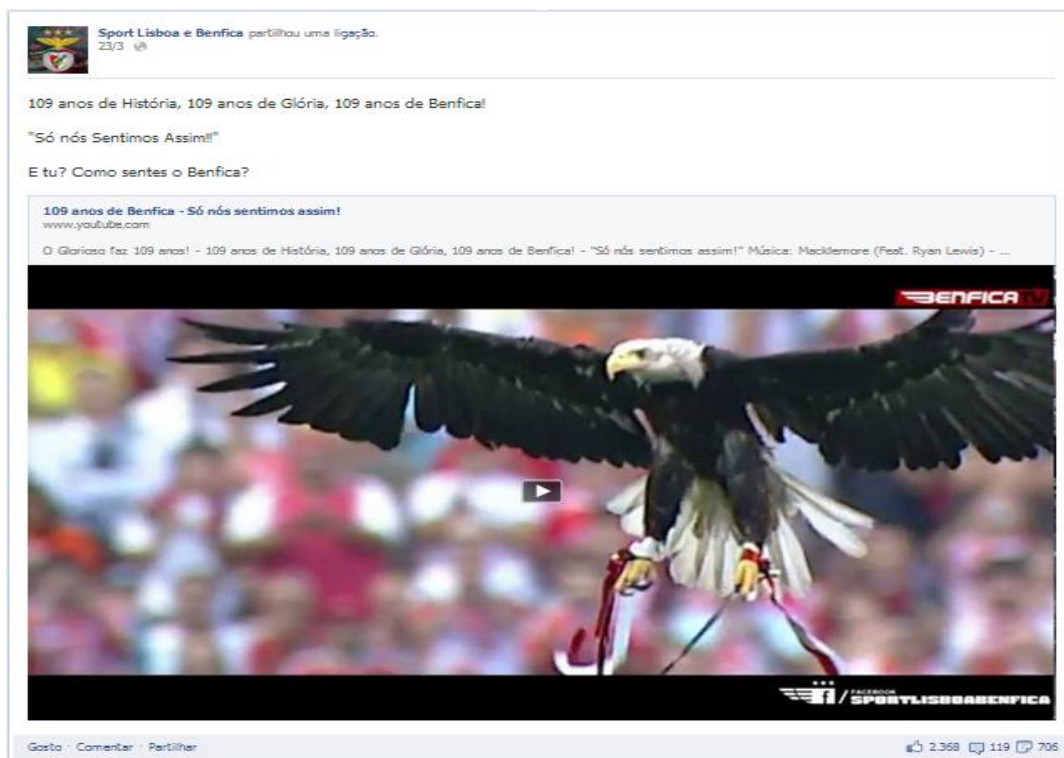 Sport Lisboa e Benfica partilhou uma ligação.
23/3
109 anos de História, 109 anos de Glória, 109 anos de Benfica!
"Só nós Sentimos Assim!!"
E tu? Como sentes o Benfica?
109 anos de Benfica - Só nós sentimos assim!
www.youtube.com
O Glorioso faz 109 anos! - 109 anos de História, 109 anos de Glória, 109 anos de Benfica! - "Só nós sentimos assim!" Música: Macklemore (Feat. Ryan Lewis) - ...
BENFICA TV
FACEBOOK
SPORTLISBOABENFICA
Gosto · Comentar · Partilhar
2.368 119 706